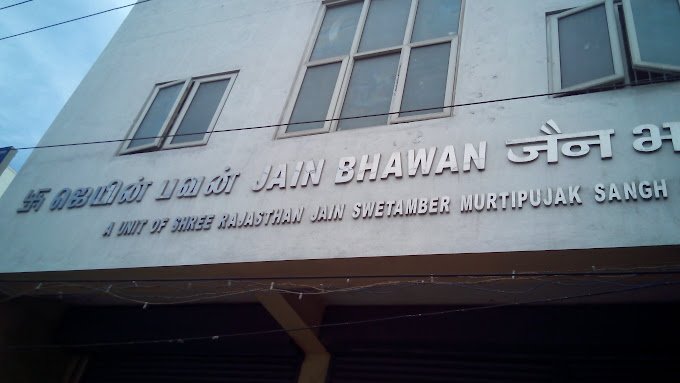 ஜெயின் பவன் JAIN BHAWAN जैन भ
A UNIT OF SHREE RAJASTHAN JAIN SWETAMBER MURTIPUJAK SANGH